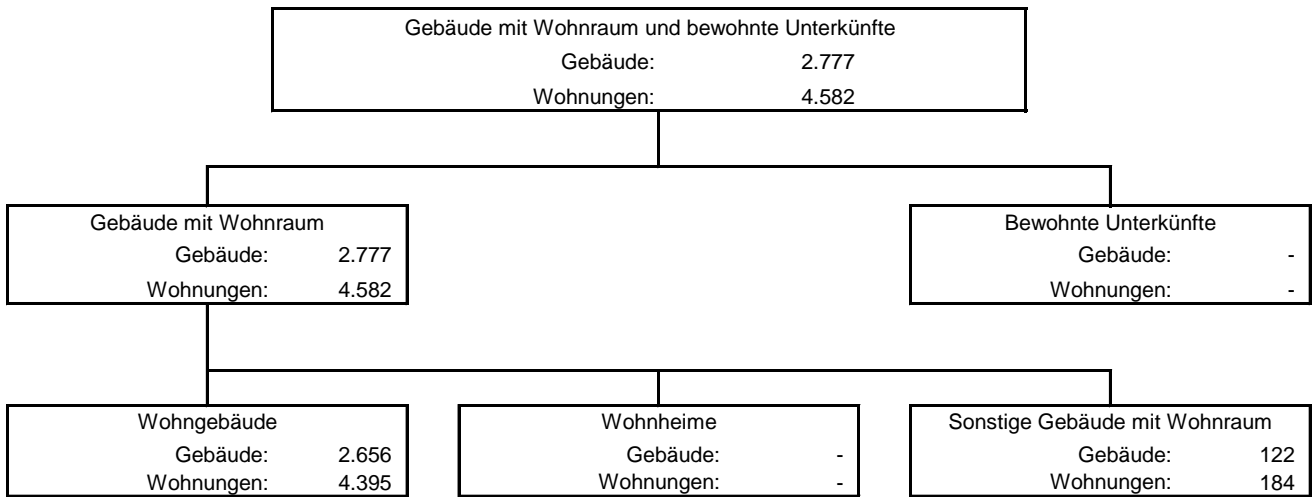 Gebäude mit Wohnraum und bewohnte Unterkünfte
Gebäude: 2.777
Wohnungen: 4.582
Gebäude mit Wohnraum
Gebäude: 2.777
Wohnungen: 4.582
Bewohnte Unterkünfte
Gebäude: -
Wohnungen: -
Wohngebäude
Gebäude: 2.656
Wohnungen: 4.395
Wohnheime
Gebäude: -
Wohnungen: -
Sonstige Gebäude mit Wohnraum
Gebäude: 122
Wohnungen: 184